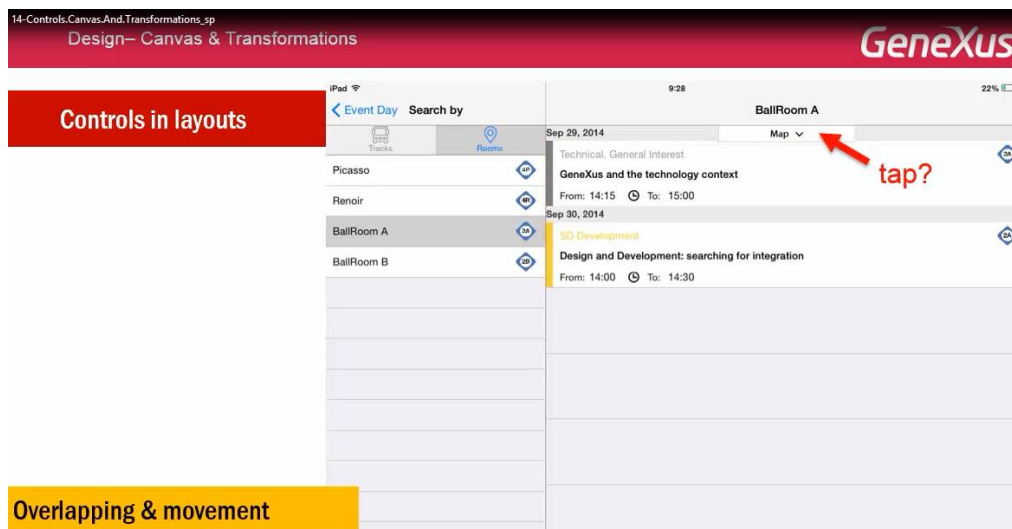 14-Controls.Canvas.And.Transformations_sp
Design– Canvas & Transformations
GeneXus
Controls in layouts
iPad
9:28
22%
Event Day
Search by
BallRoom A
Tracks
Rooms
Picasso
4P
Renoir
4R
BallRoom A
2A
BallRoom B
2B
Sep 29, 2014
Map
tap?
Technical, General Interest
2A
GeneXus and the technology context
From: 14:15 To: 15:00
Sep 30, 2014
SD Development
2A
Design and Development: searching for integration
From: 14:00 To: 14:30
Overlapping & movement